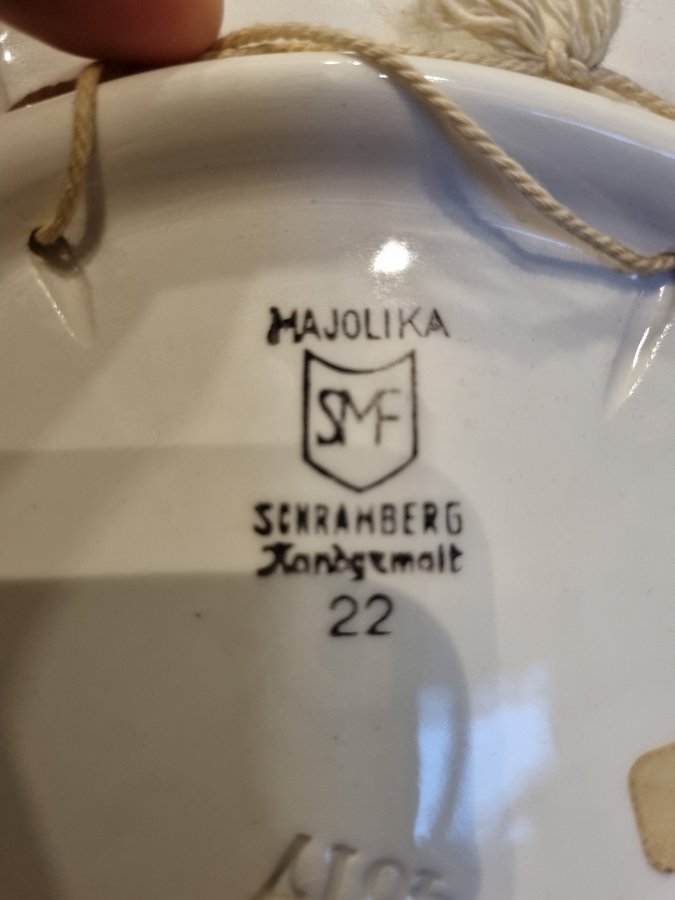 MAJOLIKA
SMF
SCHRAMBERG
Handgemalt
22